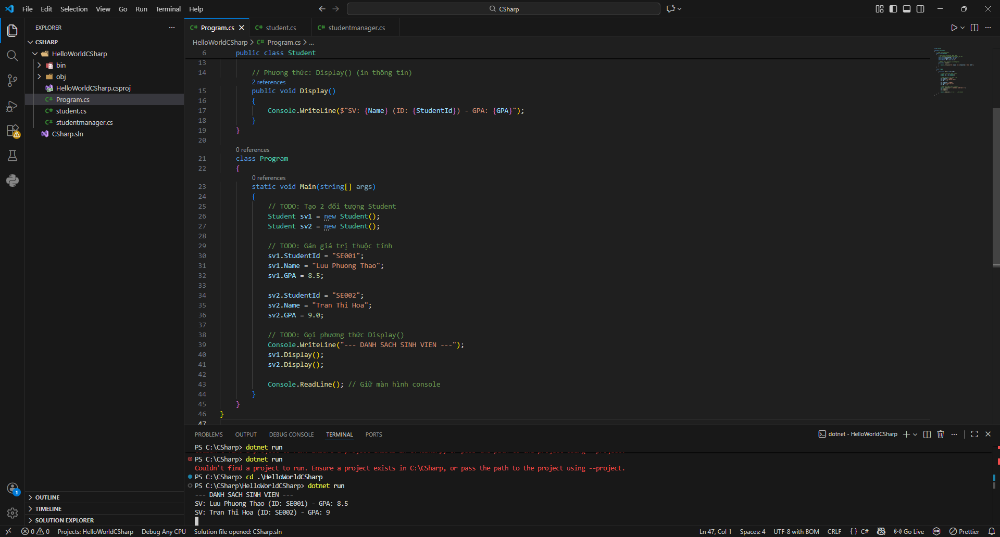 File Edit Selection View Go Run Terminal Help
CSharp
EXPLORER
CSHARP
HelloWorldCSharp
bin
obj
HelloWorldCSharp.csproj
C# Program.cs
C# student.cs
C# studentmanager.cs
CSharp.sln
OUTLINE
TIMELINE
SOLUTION EXPLORER
C# Program.cs C# student.cs C# studentmanager.cs
HelloWorldCSharp > C# Program.cs > ...
6 public class Student
13
14 // Phương thức: Display() (in thông tin)
2 references
15 public void Display()
16 {
17 Console.WriteLine($"SV: {Name} (ID: {StudentId}) - GPA: {GPA}");
18 }
19 }
20
0 references
21 class Program
22 {
0 references
23 static void Main(string[] args)
24 {
25 // TODO: Tạo 2 đối tượng Student
26 Student sv1 = new Student();
27 Student sv2 = new Student();
28
29 // TODO: Gán giá trị thuộc tính
30 sv1.StudentId = "SE001";
31 sv1.Name = "Luu Phuong Thao";
32 sv1.GPA = 8.5;
33
34 sv2.StudentId = "SE002";
35 sv2.Name = "Tran Thi Hoa";
36 sv2.GPA = 9.0;
37
38 // TODO: Gọi phương thức Display()
39 Console.WriteLine("--- DANH SACH SINH VIEN ---");
40 sv1.Display();
41 sv2.Display();
42
43 Console.ReadLine(); // Giữ màn hình console
44 }
45 }
46 }
47
PROBLEMS OUTPUT DEBUG CONSOLE TERMINAL PORTS
dotnet - HelloWorldCSharp
PS C:\CSharp> dotnet run
PS C:\CSharp> dotnet run
Couldn't find a project to run. Ensure a project exists in C:\CSharp, or pass the path to the project using --project.
PS C:\CSharp> cd .\HelloWorldCSharp
PS C:\CSharp\HelloWorldCSharp> dotnet run
--- DANH SACH SINH VIEN ---
SV: Luu Phuong Thao (ID: SE001) - GPA: 8.5
SV: Tran Thi Hoa (ID: SE002) - GPA: 9
1
0 0 Projects: HelloWorldCSharp Debug Any CPU Solution file opened: CSharp.sln
Ln 47, Col 1 Spaces: 4 UTF-8 with BOM CRLF { } C# Go Live Prettier